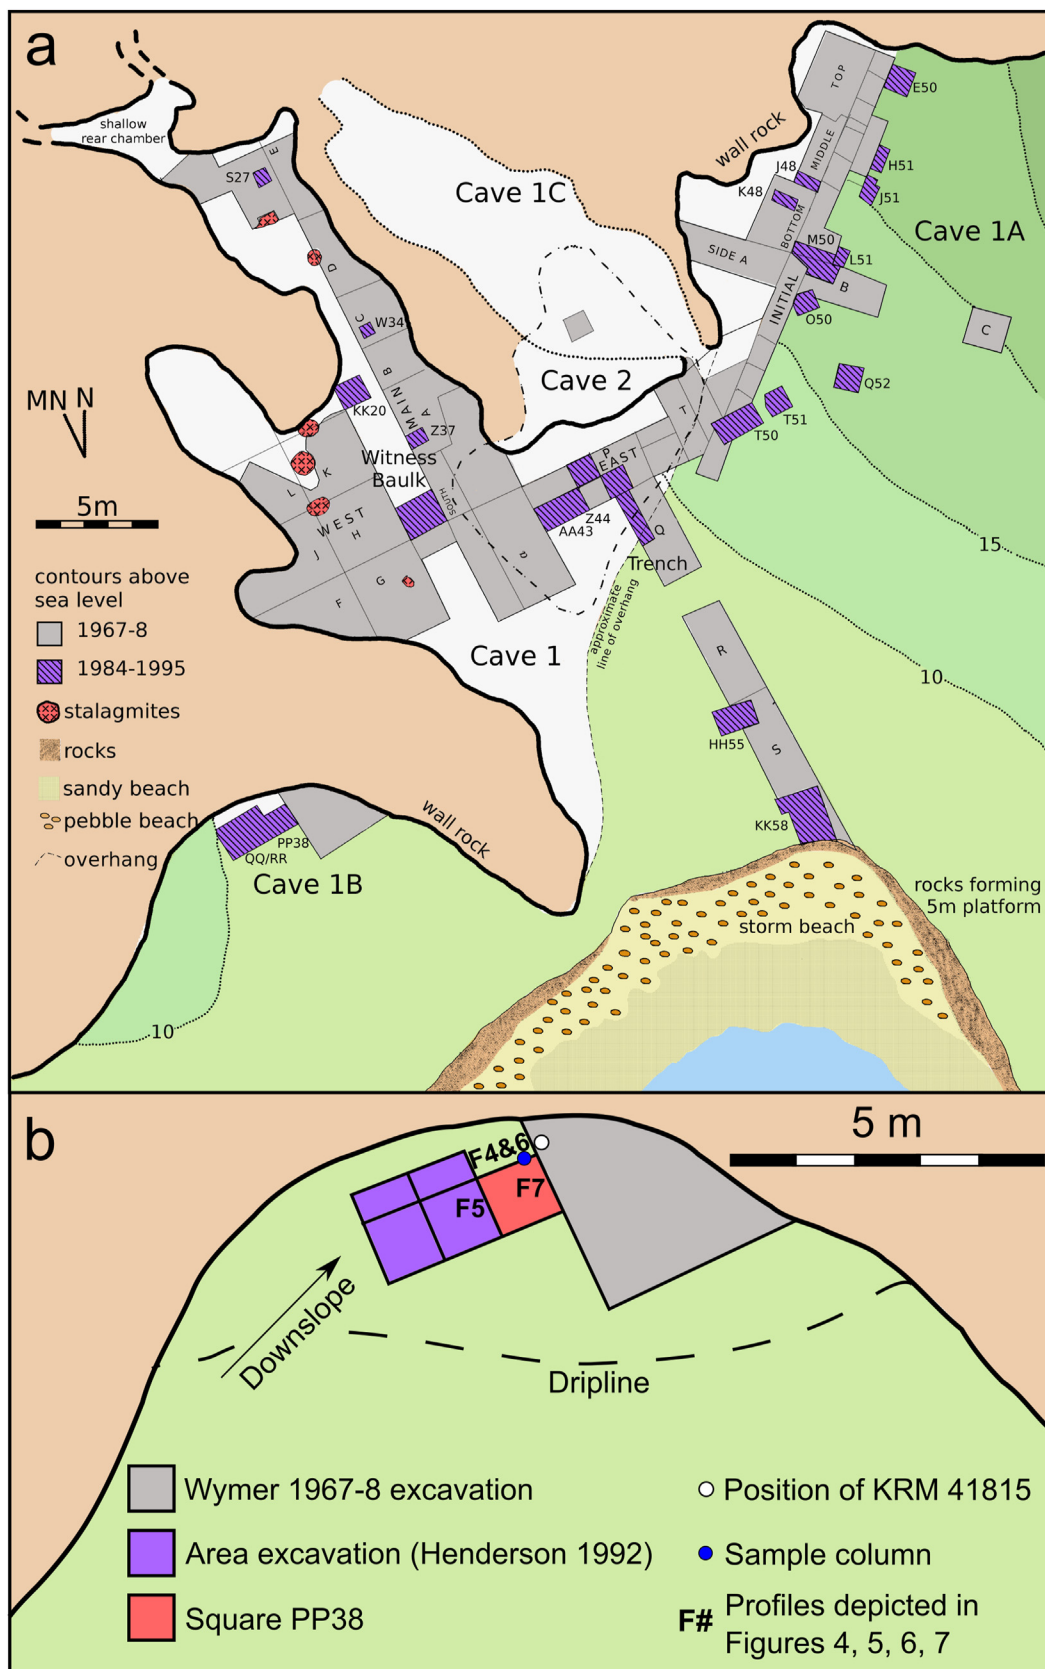 a
shallow
rear chamber
TOP
E50
E
S27
wall rock
MIDDLE
H51
J48
K48
J51
Cave 1C
BOTTOM
Cave 1A
M50
SIDE A
L51
D
B
INITIAL
O50
C
W34
C
B
Cave 2
Q52
MN N
KK20
MAIN
A
T
T51
T50
Z37
P
EAST
Witness
Baulk
K
L
SOUTH
5m
WEST
H
Z44
AA43
Q
J
15
Trench
α
contours above
sea level
G
F
1967-8
approximate
line of overhang
Cave 1
R
1984-1995
10
stalagmites
HH55
S
rocks
sandy beach
pebble beach
wall rock
KK58
PP38
QQ/RR
overhang
Cave 1B
rocks forming
5m platform
storm beach
10
b
5 m
F4&6
F7
F5
Downslope
Dripline
Wymer 1967-8 excavation
Position of KRM 41815
Area excavation (Henderson 1992)
Sample column
Square PP38
F# Profiles depicted in
Figures 4, 5, 6, 7